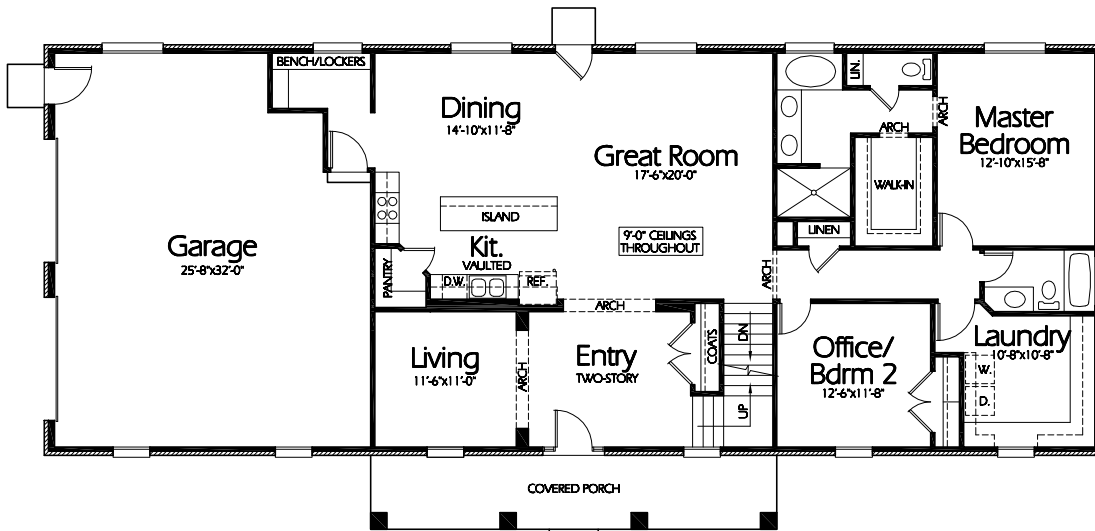 BENCH/LOCKERS
LIN.
Dining
14'-10"x11'-8"
ARCH
ARCH
Master
Bedroom
12'-10"x15'-8"
Great Room
17'-6"x20'-0"
WALK-IN
ISLAND
Garage
25'-8"x32'-0"
Kit.
VAULTED
9'-0" CEILINGS
THROUGHOUT
LINEN
PANTRY
D.W.
REF.
ARCH
ARCH
Living
11'-6"x11'-0"
ARCH
Entry
TWO-STORY
COATS
DN
UP
Office/
Bdrm 2
12'-6"x11'-8"
Laundry
10'-8"x10'-8"
W.
D.
COVERED PORCH